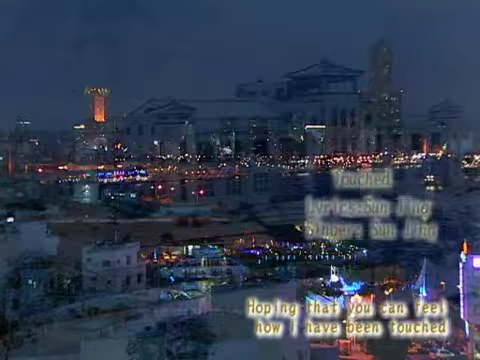 Touched
Lyrics:Sun Jing
Singer: Sun Jing
Hoping that you can feel
how I have been touched